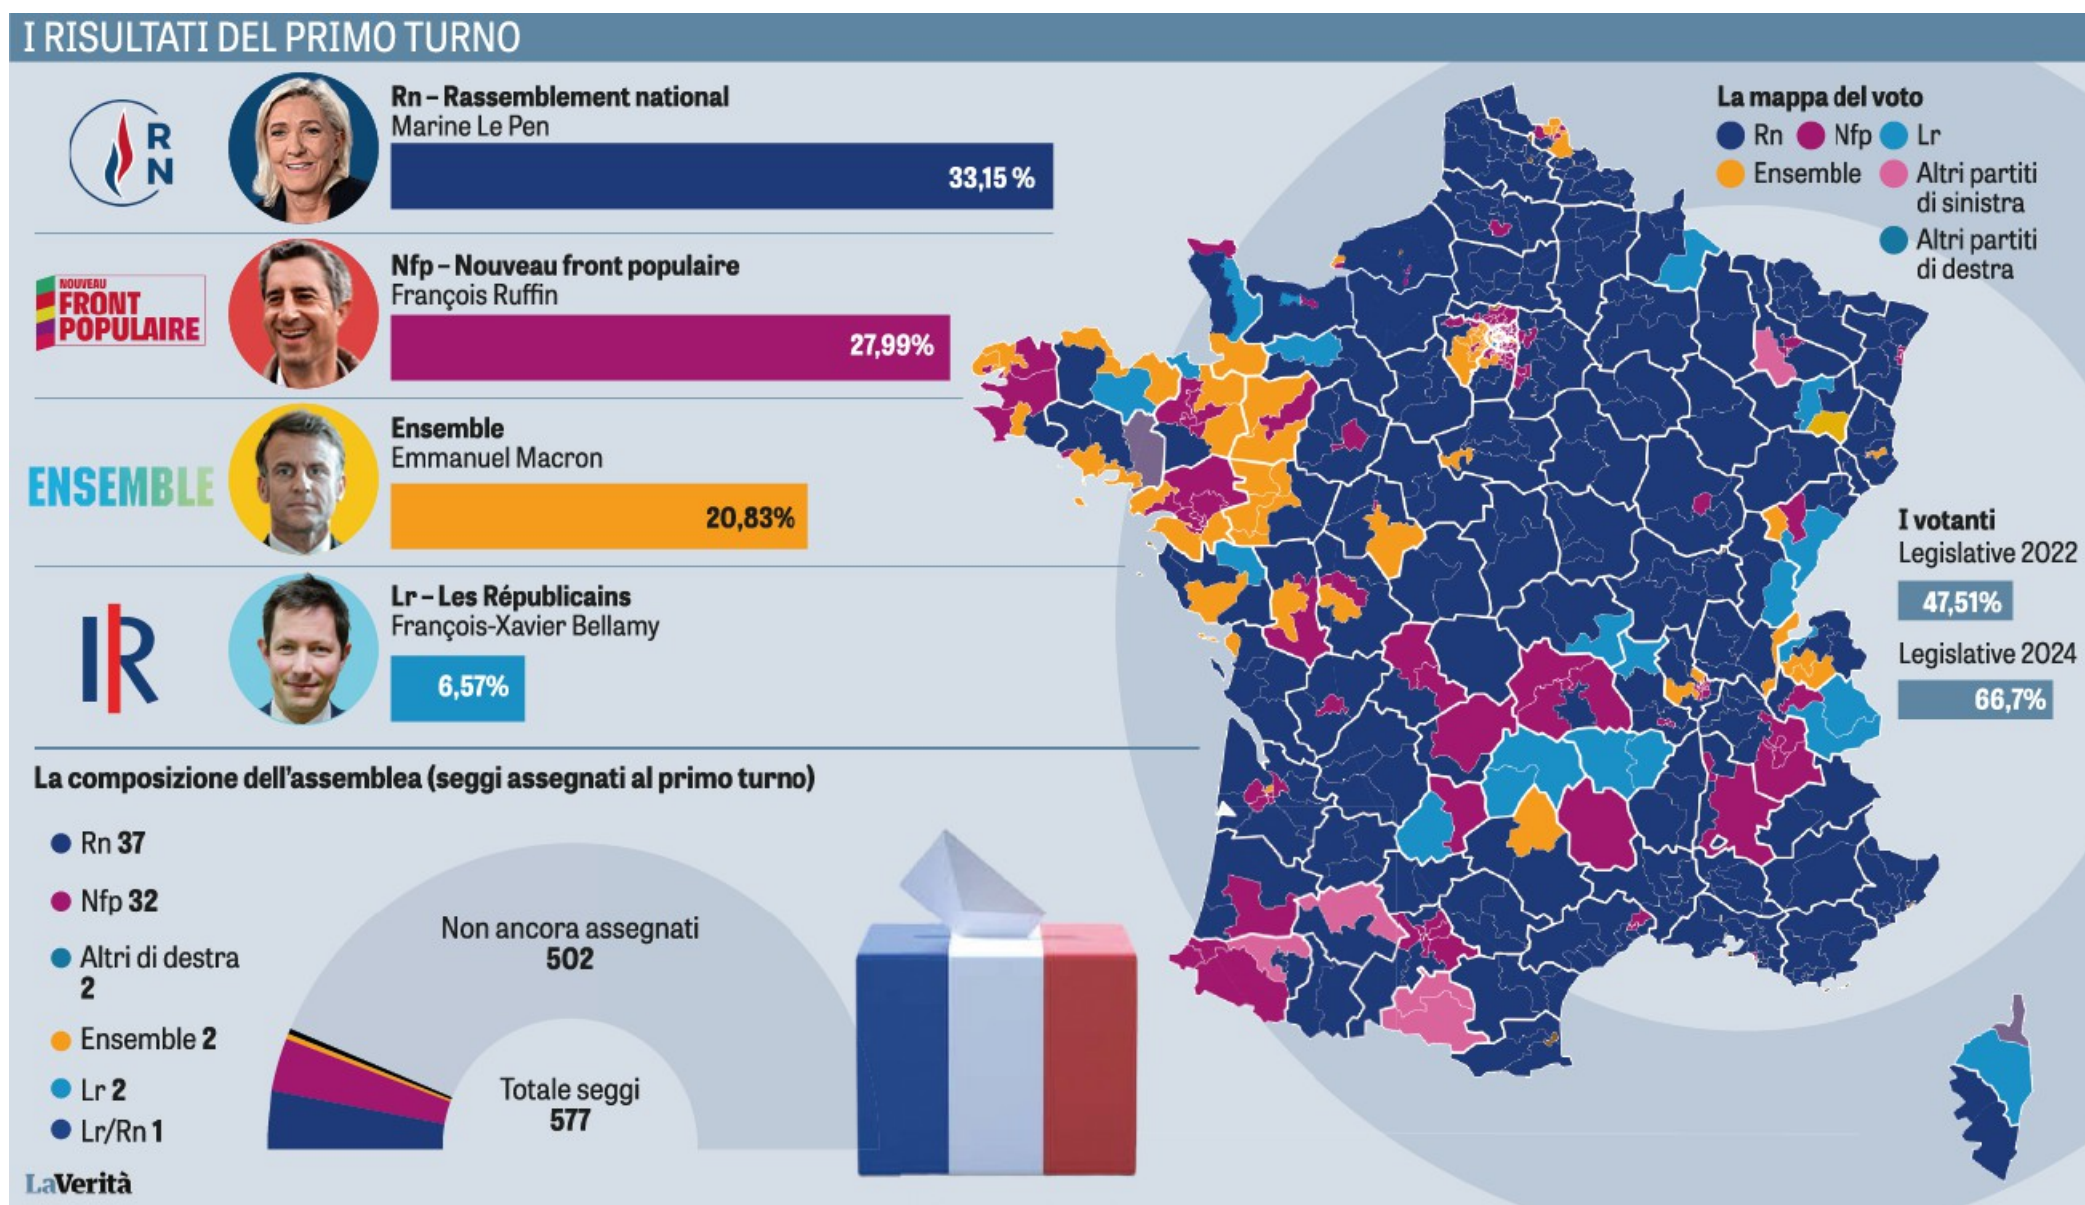 I RISULTATI DEL PRIMO TURNO
R
N
Rn – Rassemblement national
Marine Le Pen
33,15 %
NOUVEAU
FRONT
POPULAIRE
Nfp – Nouveau front populaire
François Ruffin
27,99%
ENSEMBLE
Ensemble
Emmanuel Macron
20,83%
lR
Lr – Les Républicains
François-Xavier Bellamy
6,57%
La mappa del voto
Rn Nfp Lr
Ensemble
Altri partiti
di sinistra
Altri partiti
di destra
I votanti
Legislative 2022
47,51%
Legislative 2024
66,7%
La composizione dell'assemblea (seggi assegnati al primo turno)
Rn 37
Nfp 32
Altri di destra
2
Ensemble 2
Lr 2
Lr/Rn 1
Non ancora assegnati
502
Totale seggi
577
LaVerità